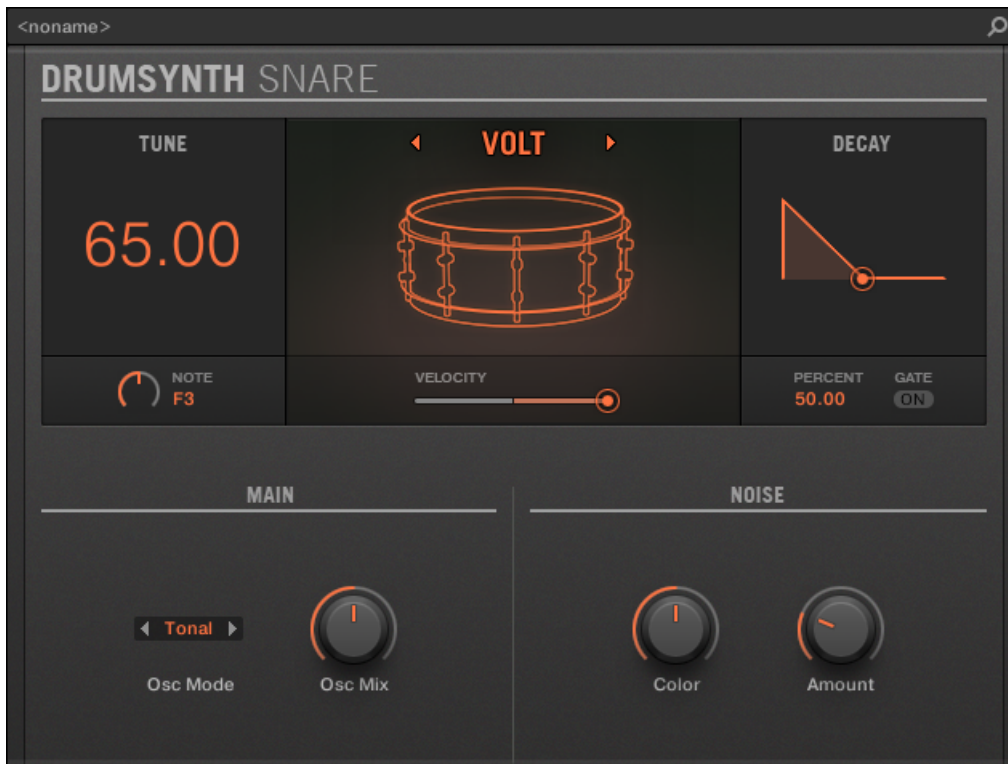 <noname>
DRUMSYNTH SNARE
TUNE
65.00
NOTE
F3
VOLT
VELOCITY
DECAY
PERCENT
50.00
GATE
ON
MAIN
Tonal
Osc Mode
Osc Mix
NOISE
Color
Amount